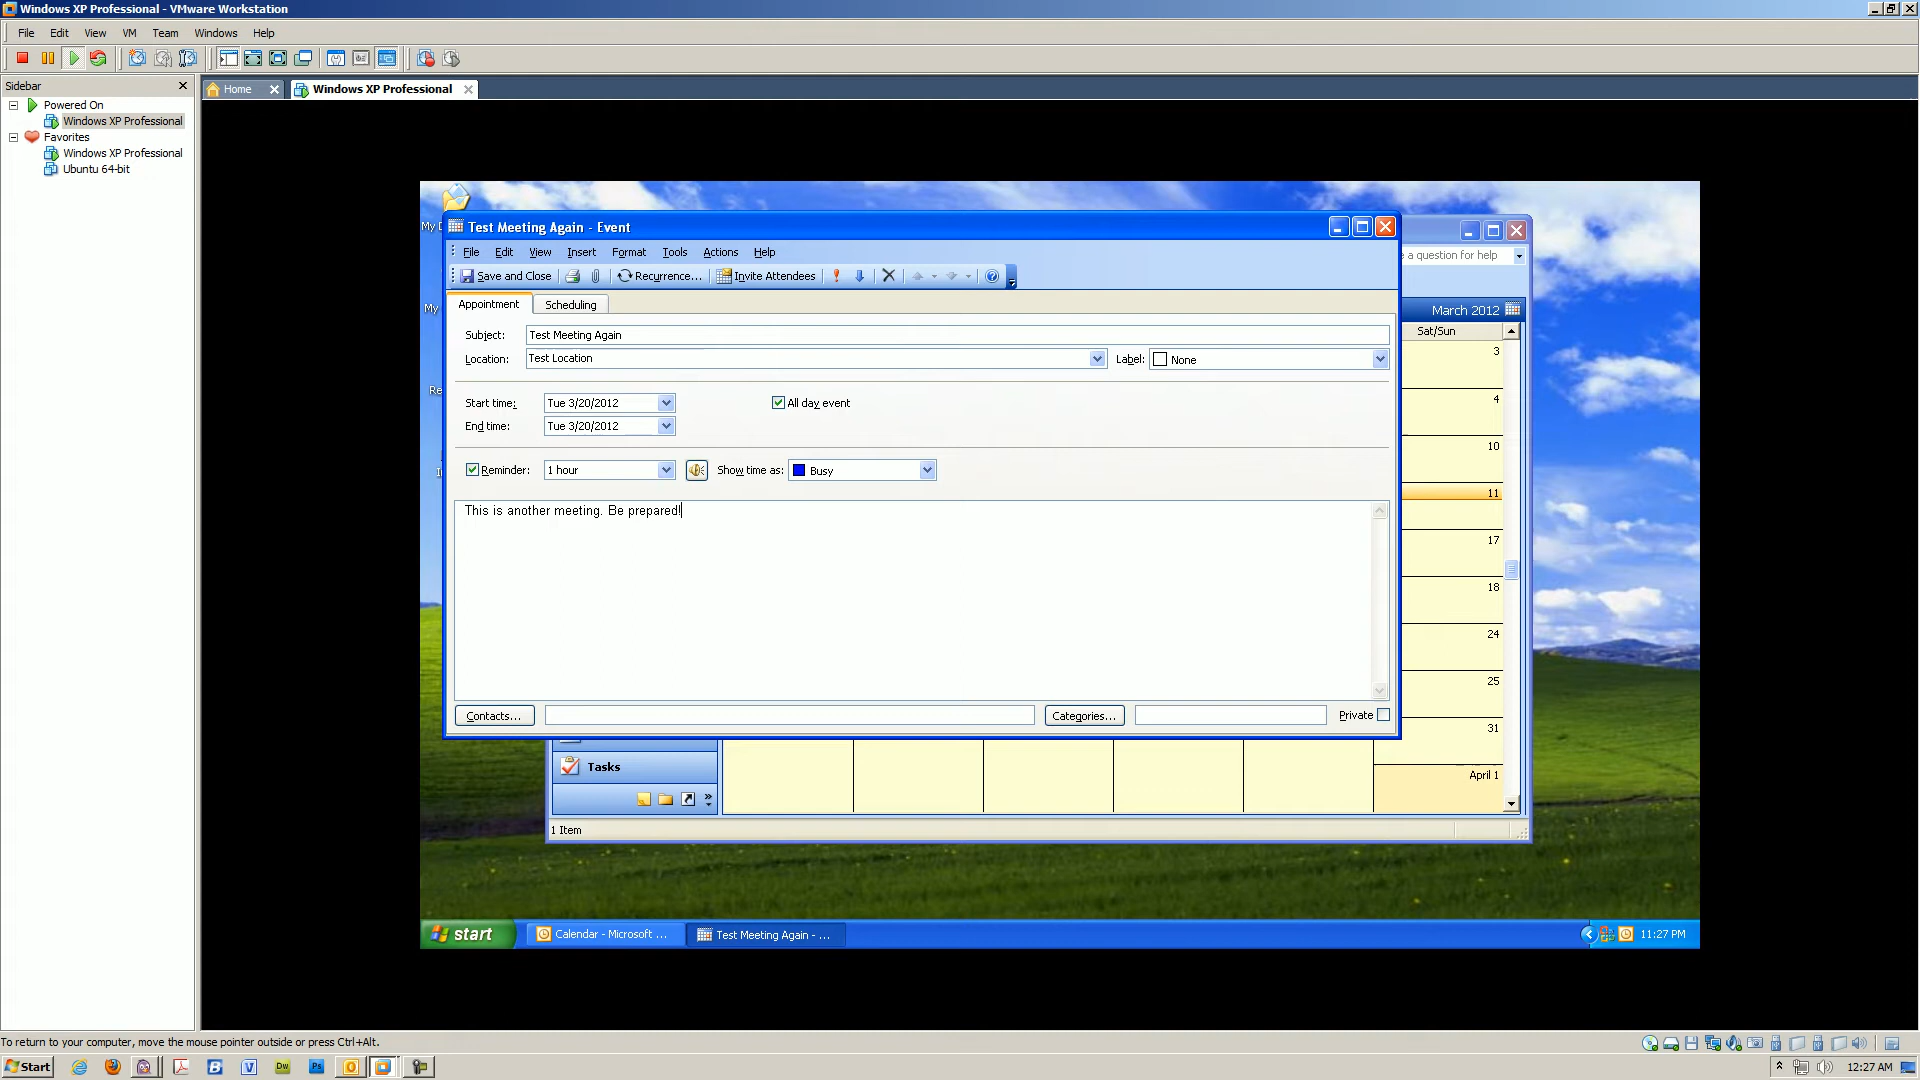 Windows XP Professional - VMware Workstation
File Edit View VM Team Windows Help
Sidebar
Home
Windows XP Professional
Powered On
Windows XP Professional
Favorites
Windows XP Professional
Ubuntu 64-bit
Test Meeting Again - Event
File Edit View Insert Format Tools Actions Help
Save and Close Recurrence... Invite Attendees
Appointment Scheduling
Subject: Test Meeting Again
Location: Test Location Label: None
Start time: Tue 3/20/2012 All day event
End time: Tue 3/20/2012
Reminder: 1 hour Show time as: Busy
This is another meeting. Be prepared!
Contacts... Categories... Private
a question for help
March 2012
Sat/Sun
3
4
10
11
17
18
24
25
31
April 1
Tasks
1 Item
start Calendar - Microsoft ... Test Meeting Again - ... 11:27 PM
To return to your computer, move the mouse pointer outside or press Ctrl+Alt.
Start 12:27 AM